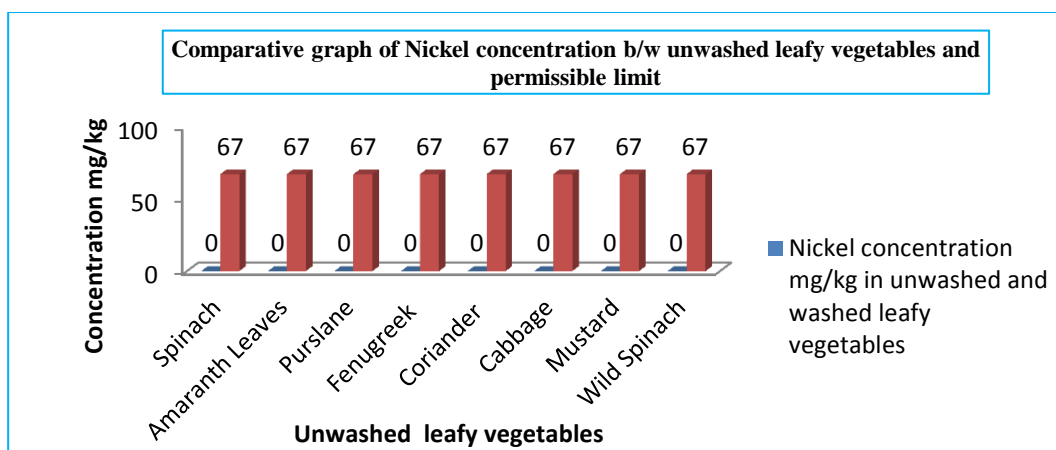 Comparative graph of Nickel concentration b/w unwashed leafy vegetables and
permissible limit
Concentration mg/kg
100
50
0
67 67 67 67 67 67 67 67
0 0 0 0 0 0 0 0
Spinach
Amaranth Leaves
Purslane
Fenugreek
Coriander
Cabbage
Mustard
Wild Spinach
Unwashed leafy vegetables
Nickel concentration
mg/kg in unwashed and
washed leafy
vegetables